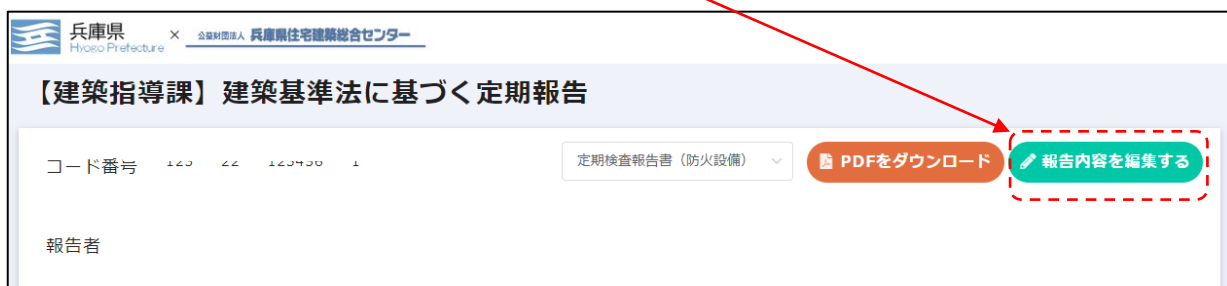 兵庫県 × 公益財団法人 兵庫県住宅建築総合センター
Hyogo Prefecture
【建築指導課】建築基準法に基づく定期報告
コード番号 123 22 123456 1 定期検査報告書（防火設備） PDFをダウンロード 報告内容を編集する
報告者